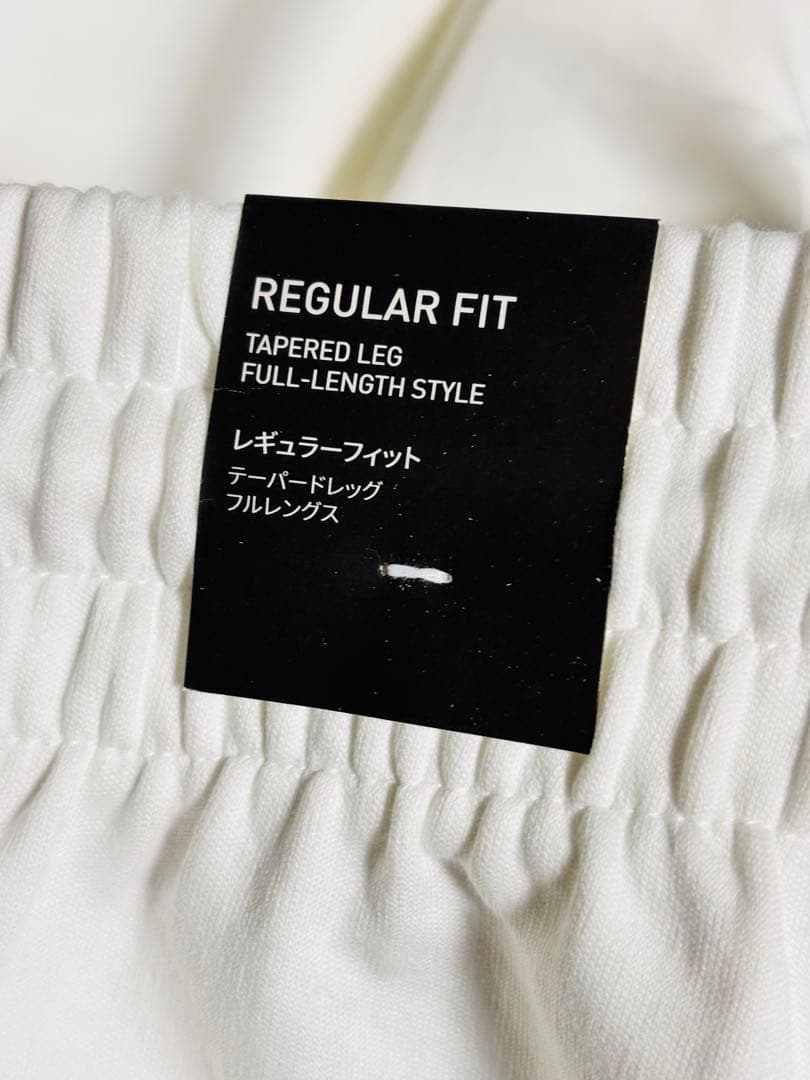 REGULAR FIT
TAPERED LEG
FULL-LENGTH STYLE
レギュラーフィット
テーパードレッグ
フルレングス